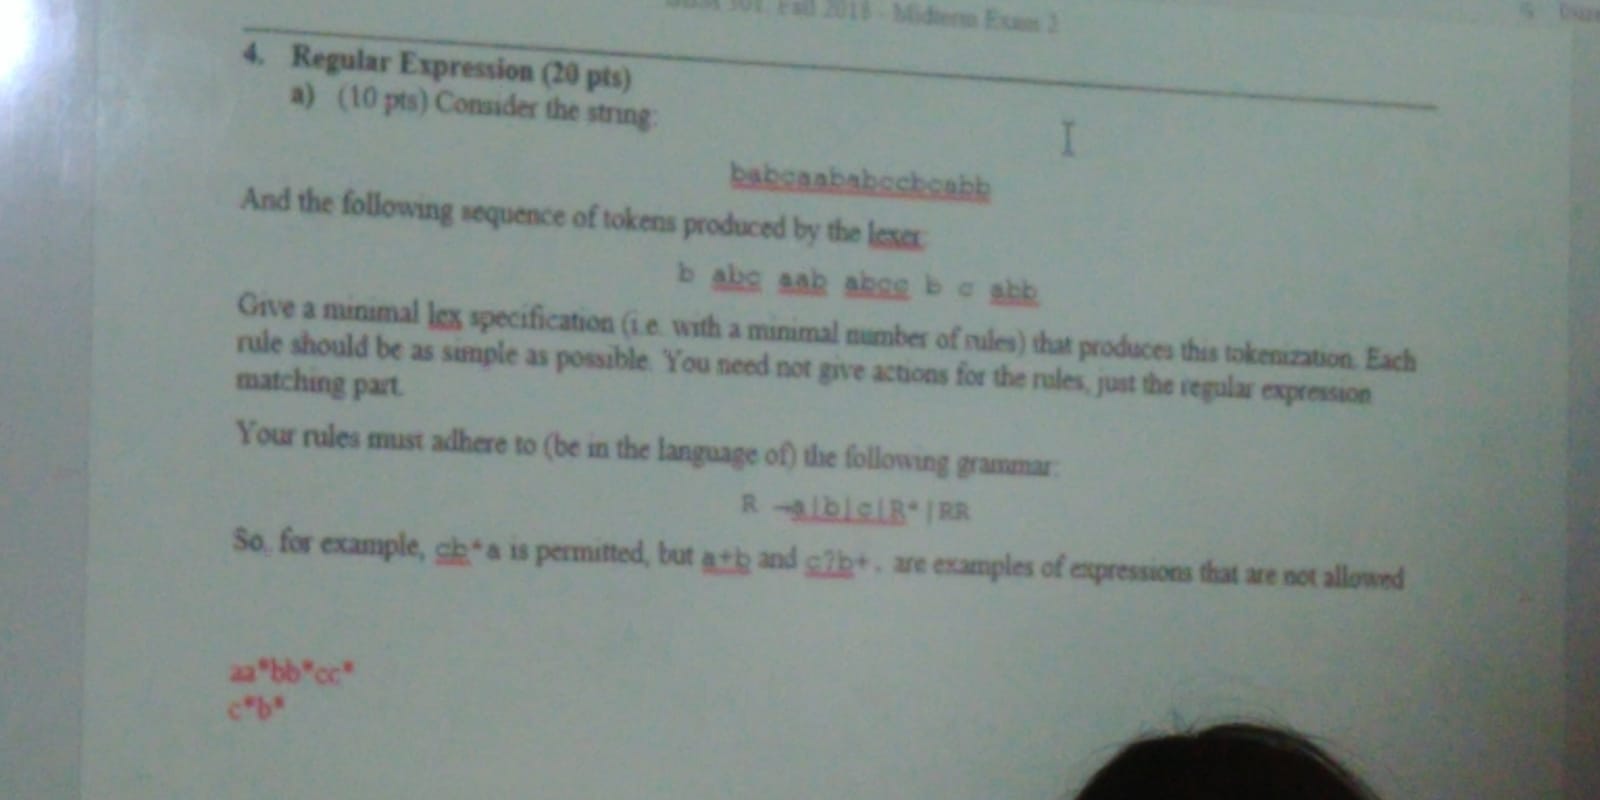 301 Fall 2018 - Midterm Exam 2
4. Regular Expression (20 pts)
a) (10 pts) Consider the string:
babcaababccbcabb
And the following sequence of tokens produced by the lexer:
b abc aab abcc b c abb
Give a minimal lex specification (i.e. with a minimal number of rules) that produces this tokenization. Each
rule should be as simple as possible. You need not give actions for the rules, just the regular expression
matching part.
Your rules must adhere to (be in the language of) the following grammar:
R →a|b|c|R*|RR
So, for example, cb*a is permitted, but a+b and c?b+. are examples of expressions that are not allowed
aa*bb*cc*
c*b*